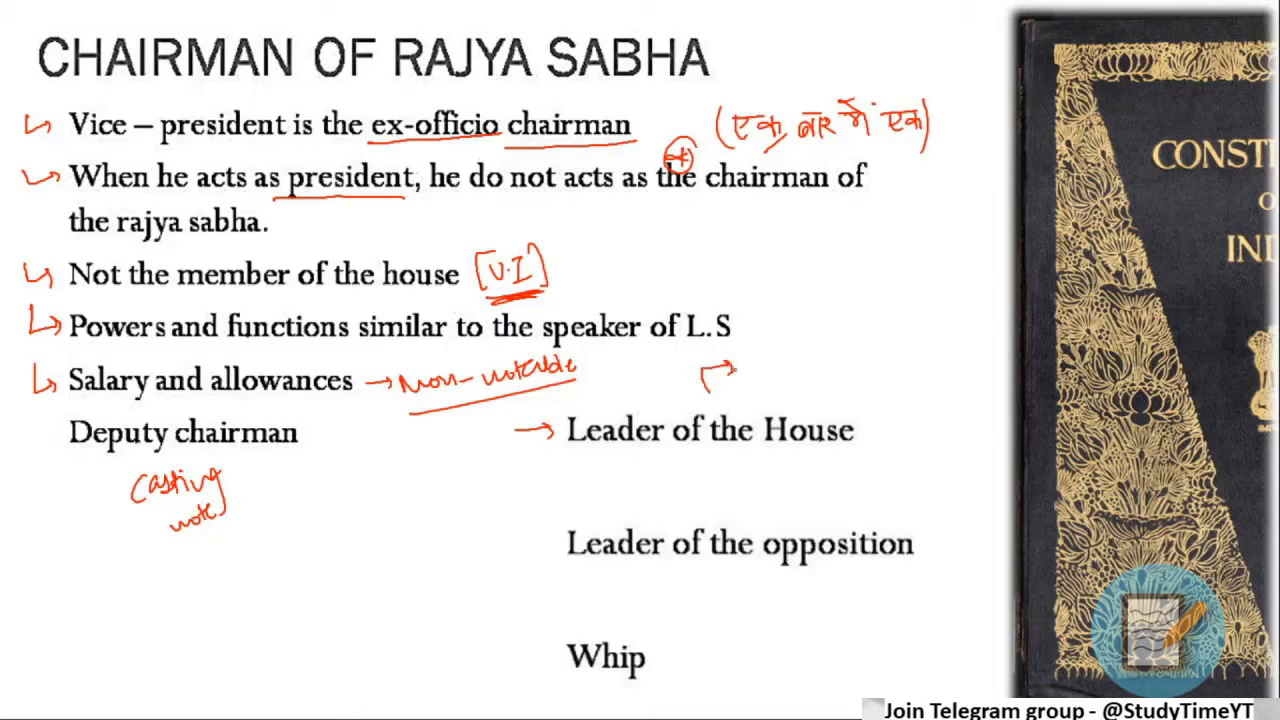 CHAIRMAN OF RAJYA SABHA
Vice – president is the ex-officio chairman (एक बार में एक)
When he acts as president, he do not acts as the chairman of
the rajya sabha.
Not the member of the house [V.I]
Powers and functions similar to the speaker of L.S
Salary and allowances → Non-voteable
Deputy chairman
Casting
vote
→ Leader of the House
Leader of the opposition
Whip
CONST
O
IND
Join Telegram group - @StudyTimeYT